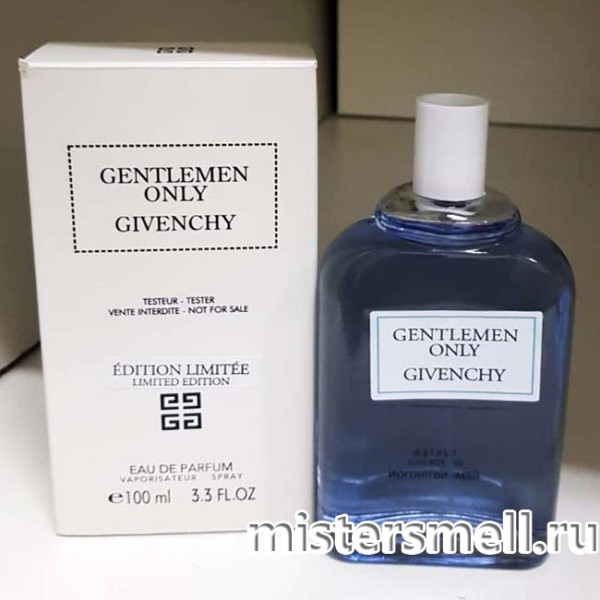 GENTLEMEN
ONLY
GIVENCHY
TESTEUR - TESTER
VENTE INTERDITE - NOT FOR SALE
ÉDITION LIMITÉE
LIMITED EDITION
EAU DE PARFUM
VAPORISATEUR SPRAY
e 100 ml 3.3 FL.OZ
GENTLEMEN
ONLY
GIVENCHY
mistersmell.ru